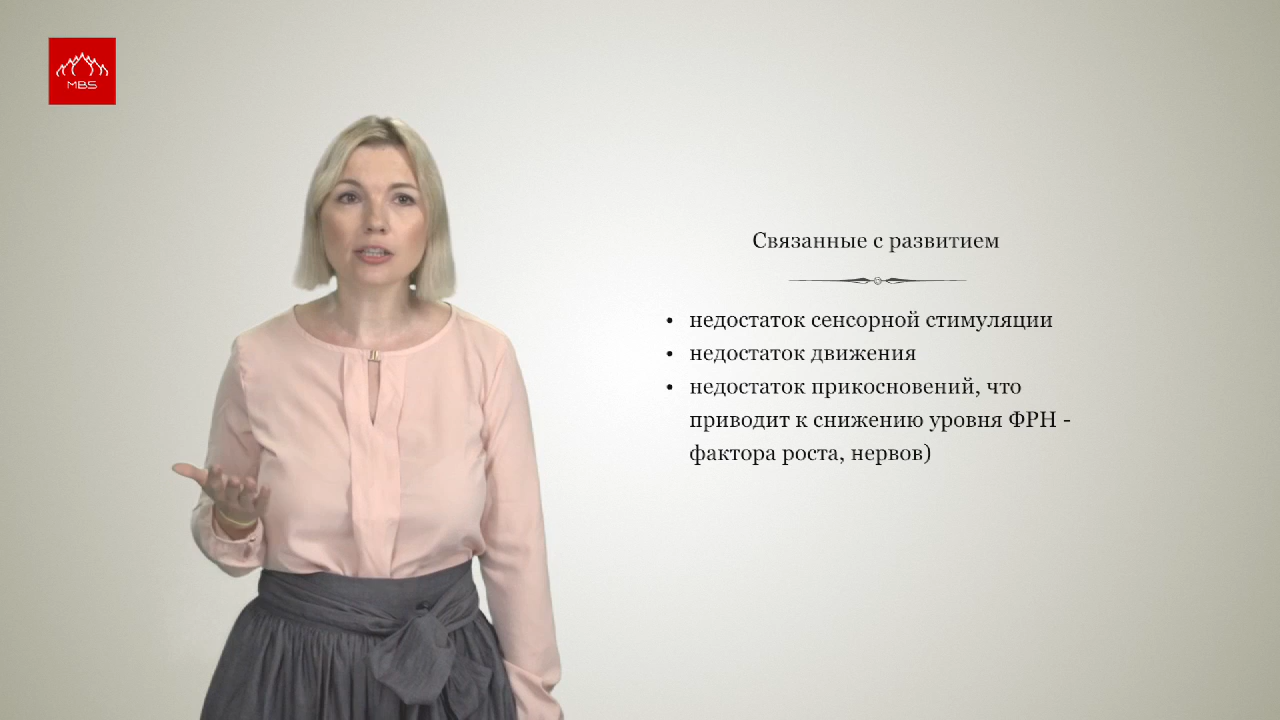 MBS
Связанные с развитием
• недостаток сенсорной стимуляции
• недостаток движения
• недостаток прикосновений, что
приводит к снижению уровня ФРН -
фактора роста, нервов)